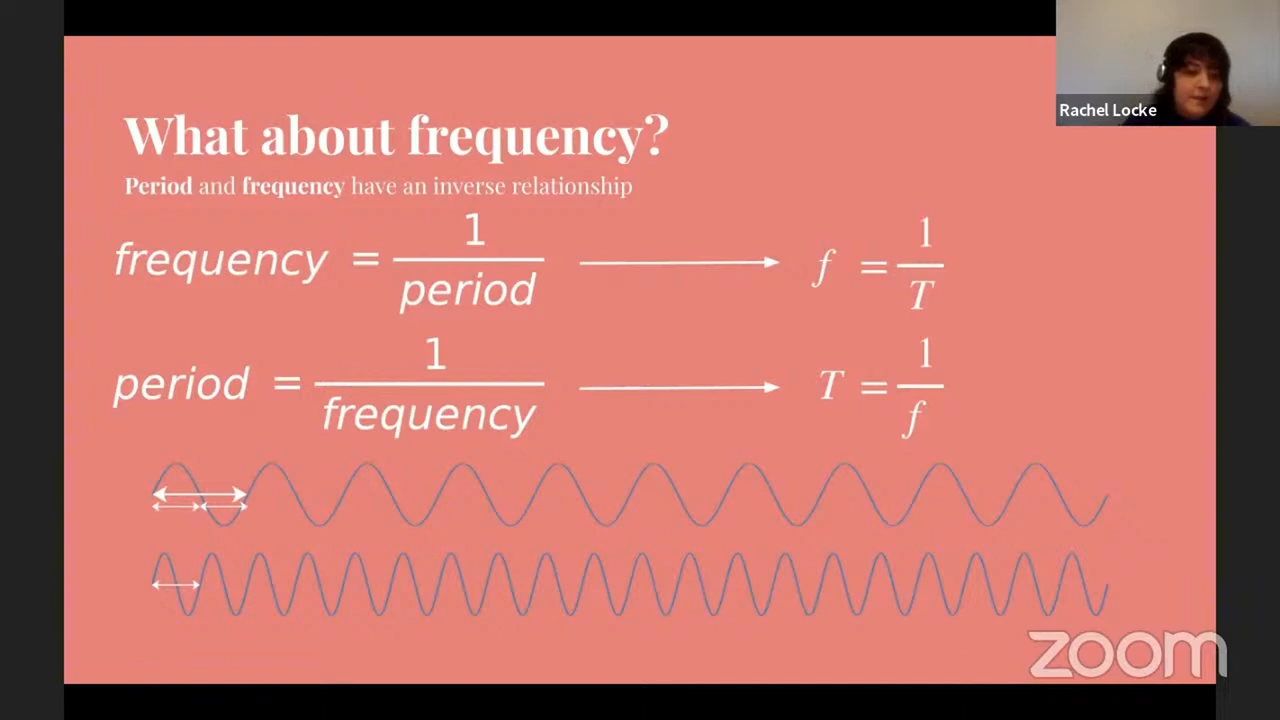 Rachel Locke
What about frequency?
Period and frequency have an inverse relationship
frequency = 1/period → f = 1/T
period = 1/frequency → T = 1/f
zoom